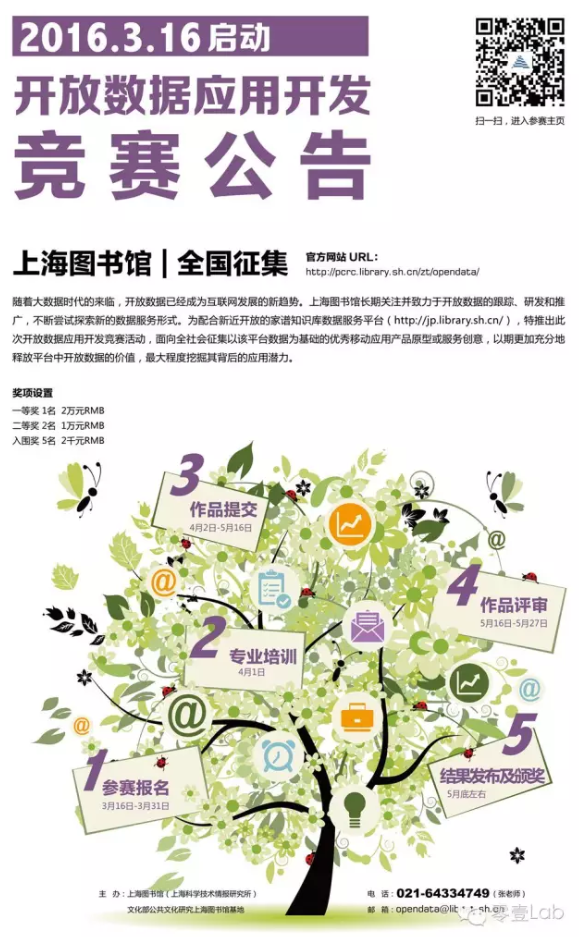 2016.3.16启动
开放数据应用开发
竞赛公告
扫一扫，进入参赛主页
上海图书馆 | 全国征集
官方网站 URL：
http://pcrc.library.sh.cn/zt/opendata/
随着大数据时代的来临，开放数据已经成为互联网发展的新趋势。上海图书馆长期关注并致力于开放数据的跟踪、研发和推
广，不断尝试探索新的数据服务形式。为配合新近开放的家谱知识库数据服务平台（http://jp.library.sh.cn/），特推出此
次开放数据应用开发竞赛活动，面向全社会征集以该平台数据为基础的优秀移动应用产品原型或服务创意，以期更加充分地
释放平台中开放数据的价值，最大程度挖掘其背后的应用潜力。
奖项设置
一等奖 1名 2万元RMB
二等奖 2名 1万元RMB
入围奖 5名 2千元RMB
3
作品提交
4月2日-5月16日
@
4
作品评审
5月16日-5月27日
@
2
专业培训
4月1日
@
@
@
1
参赛报名
3月16日-3月31日
5
结果发布及颁奖
5月底左右
主 办：上海图书馆（上海科学技术情报研究所）
文化部公共文化研究上海图书馆基地
电 话：021-64334749（张老师）
邮 箱：opendata@lib
sh.cn
零壹Lab